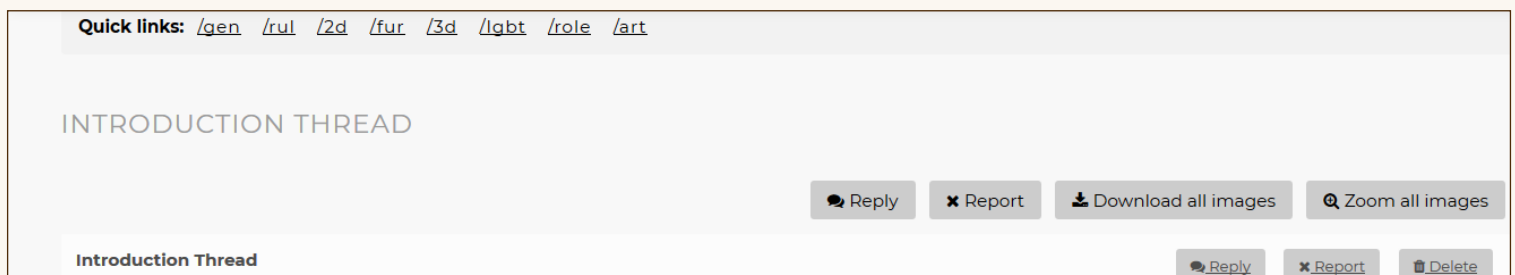 Quick links: /gen /rul /2d /fur /3d /lgbt /role /art
INTRODUCTION THREAD
Reply Report Download all images Zoom all images
Introduction Thread Reply Report Delete